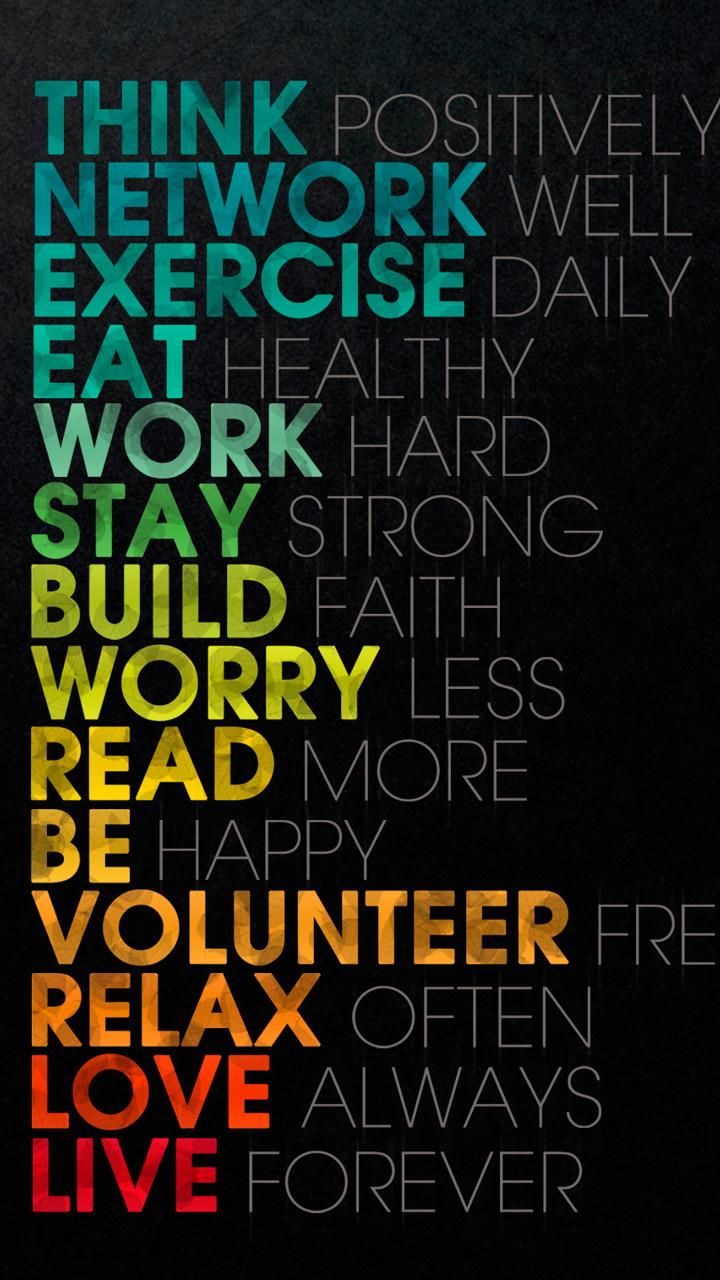 THINK POSITIVELY
NETWORK WELL
EXERCISE DAILY
EAT HEALTHY
WORK HARD
STAY STRONG
BUILD FAITH
WORRY LESS
READ MORE
BE HAPPY
VOLUNTEER FRE
RELAX OFTEN
LOVE ALWAYS
LIVE FOREVER